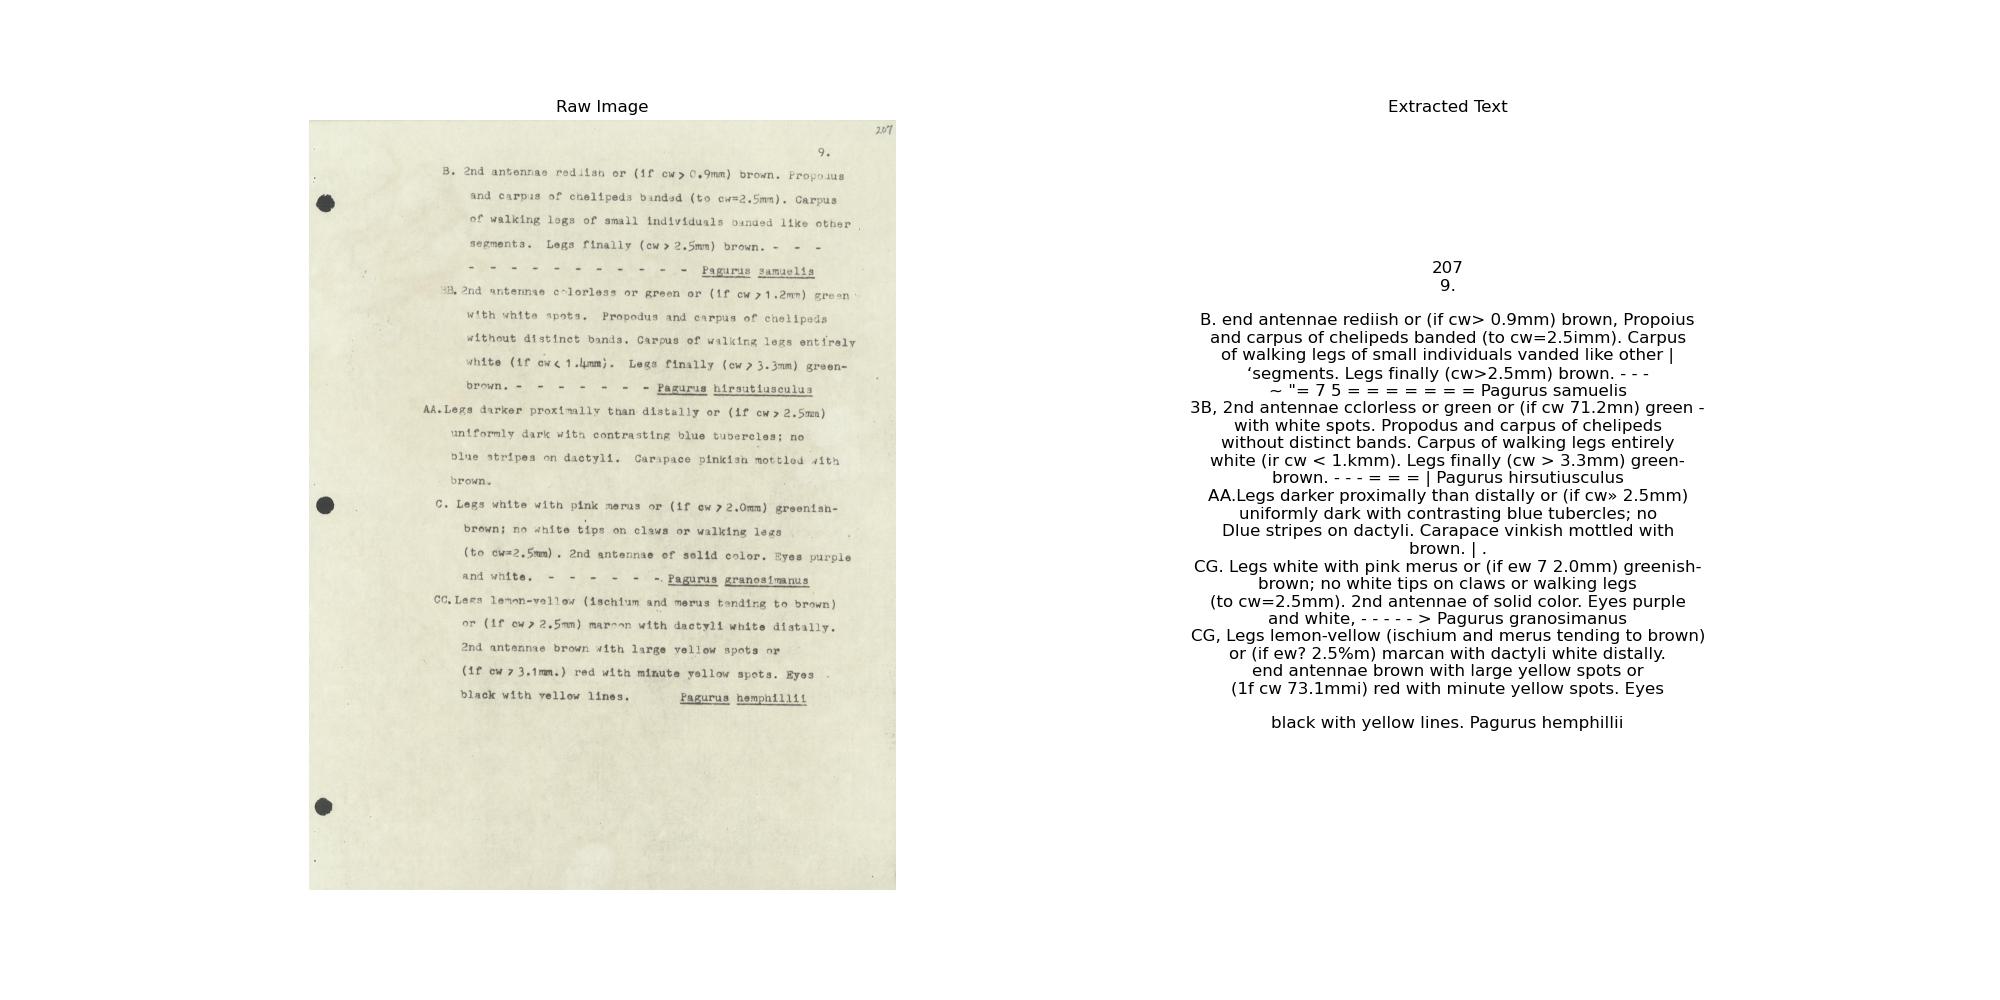 Raw Image
207
9.
B. 2nd antennae rediish or (if cw > 0.9mm) brown. Propodus
and carpus of chelipeds banded (to cw=2.5mm). Carpus
of walking legs of small individuals banded like other
segments. Legs finally (cw > 2.5mm) brown. - - -
- - - - - - - - - - - Pagurus samuelis
BB. 2nd antennae colorless or green or (if cw > 1.2mm) green
with white spots. Propodus and carpus of chelipeds
without distinct bands. Carpus of walking legs entirely
white (if cw < 1.4mm). Legs finally (cw > 3.3mm) green-
brown. - - - - - - - Pagurus hirsutiusculus
AA.Legs darker proximally than distally or (if cw > 2.5mm)
uniformly dark with contrasting blue tubercles; no
blue stripes on dactyli. Carapace pinkish mottled with
brown.
C. Legs white with pink merus or (if cw > 2.0mm) greenish-
brown; no white tips on claws or walking legs
(to cw=2.5mm). 2nd antennae of solid color. Eyes purple
and white. - - - - - -. Pagurus granosimanus
CC.Legs lemon-yellow (ischium and merus tending to brown)
or (if cw > 2.5mm) maroon with dactyli white distally.
2nd antennae brown with large yellow spots or
(if cw > 3.1mm.) red with minute yellow spots. Eyes
black with yellow lines. Pagurus hemphillii
Extracted Text
207
9.
B. end antennae rediish or (if cw> 0.9mm) brown, Propoius
and carpus of chelipeds banded (to cw=2.5imm). Carpus
of walking legs of small individuals vanded like other |
‘segments. Legs finally (cw>2.5mm) brown. - - -
~ "= 7 5 = = = = = = = Pagurus samuelis
3B, 2nd antennae cclorless or green or (if cw 71.2mn) green -
with white spots. Propodus and carpus of chelipeds
without distinct bands. Carpus of walking legs entirely
white (ir cw < 1.kmm). Legs finally (cw > 3.3mm) green-
brown. - - - = = = | Pagurus hirsutiusculus
AA.Legs darker proximally than distally or (if cw» 2.5mm)
uniformly dark with contrasting blue tubercles; no
Dlue stripes on dactyli. Carapace vinkish mottled with
brown. | .
CG. Legs white with pink merus or (if ew 7 2.0mm) greenish-
brown; no white tips on claws or walking legs
(to cw=2.5mm). 2nd antennae of solid color. Eyes purple
and white, - - - - - > Pagurus granosimanus
CG, Legs lemon-yellow (ischium and merus tending to brown)
or (if ew? 2.5%m) marcan with dactyli white distally.
end antennae brown with large yellow spots or
(1f cw 73.1mmi) red with minute yellow spots. Eyes
black with yellow lines. Pagurus hemphillii